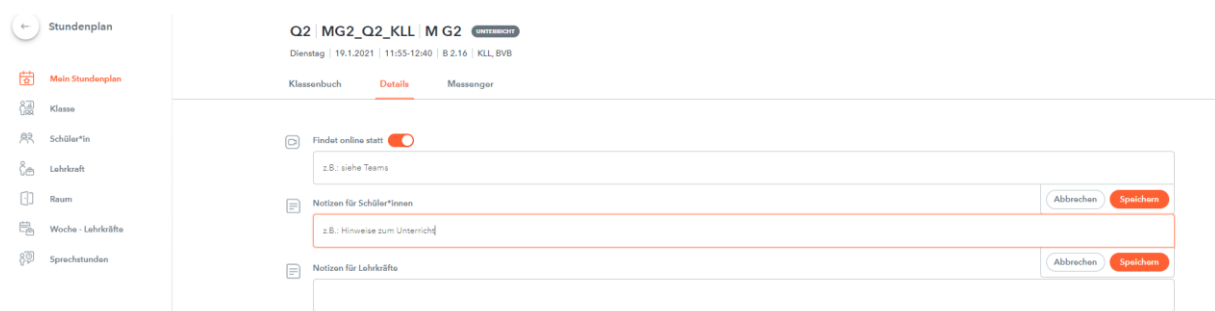 Stundenplan
Mein Stundenplan
Klasse
Schüler*in
Lehrkraft
Raum
Woche - Lehrkräfte
Sprechstunden
Q2 | MG2_Q2_KLL | M G2 UNTERRICHT
Dienstag | 19.1.2021 | 11:55-12:40 | B 2.16 | KLL, BVB
Klassenbuch Details Messenger
Findet online statt
z.B.: siehe Teams
Abbrechen Speichern
Notizen für Schüler*innen
z.B.: Hinweise zum Unterricht
Abbrechen Speichern
Notizen für Lehrkräfte